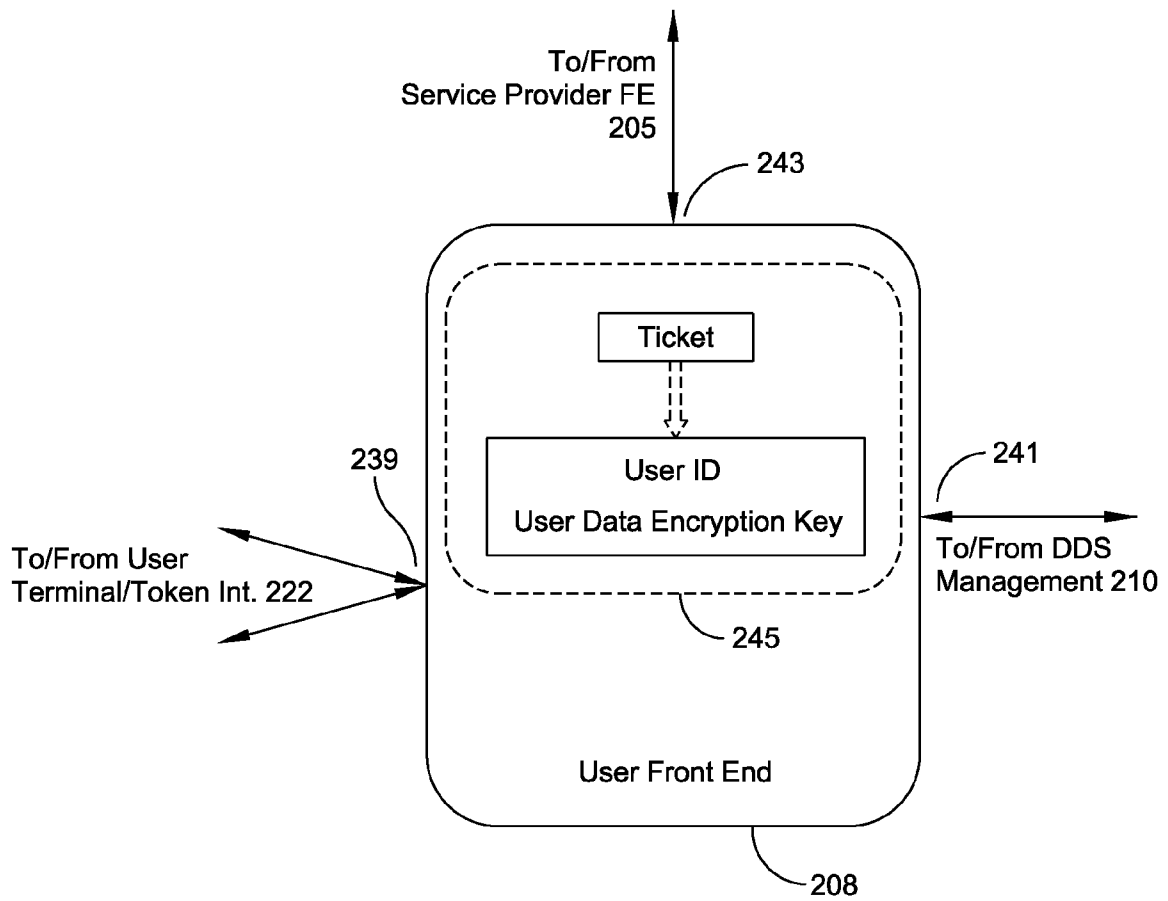 To/From
Service Provider FE
205
243
Ticket
239
User ID
User Data Encryption Key
241
To/From User
Terminal/Token Int. 222
To/From DDS
Management 210
245
User Front End
208